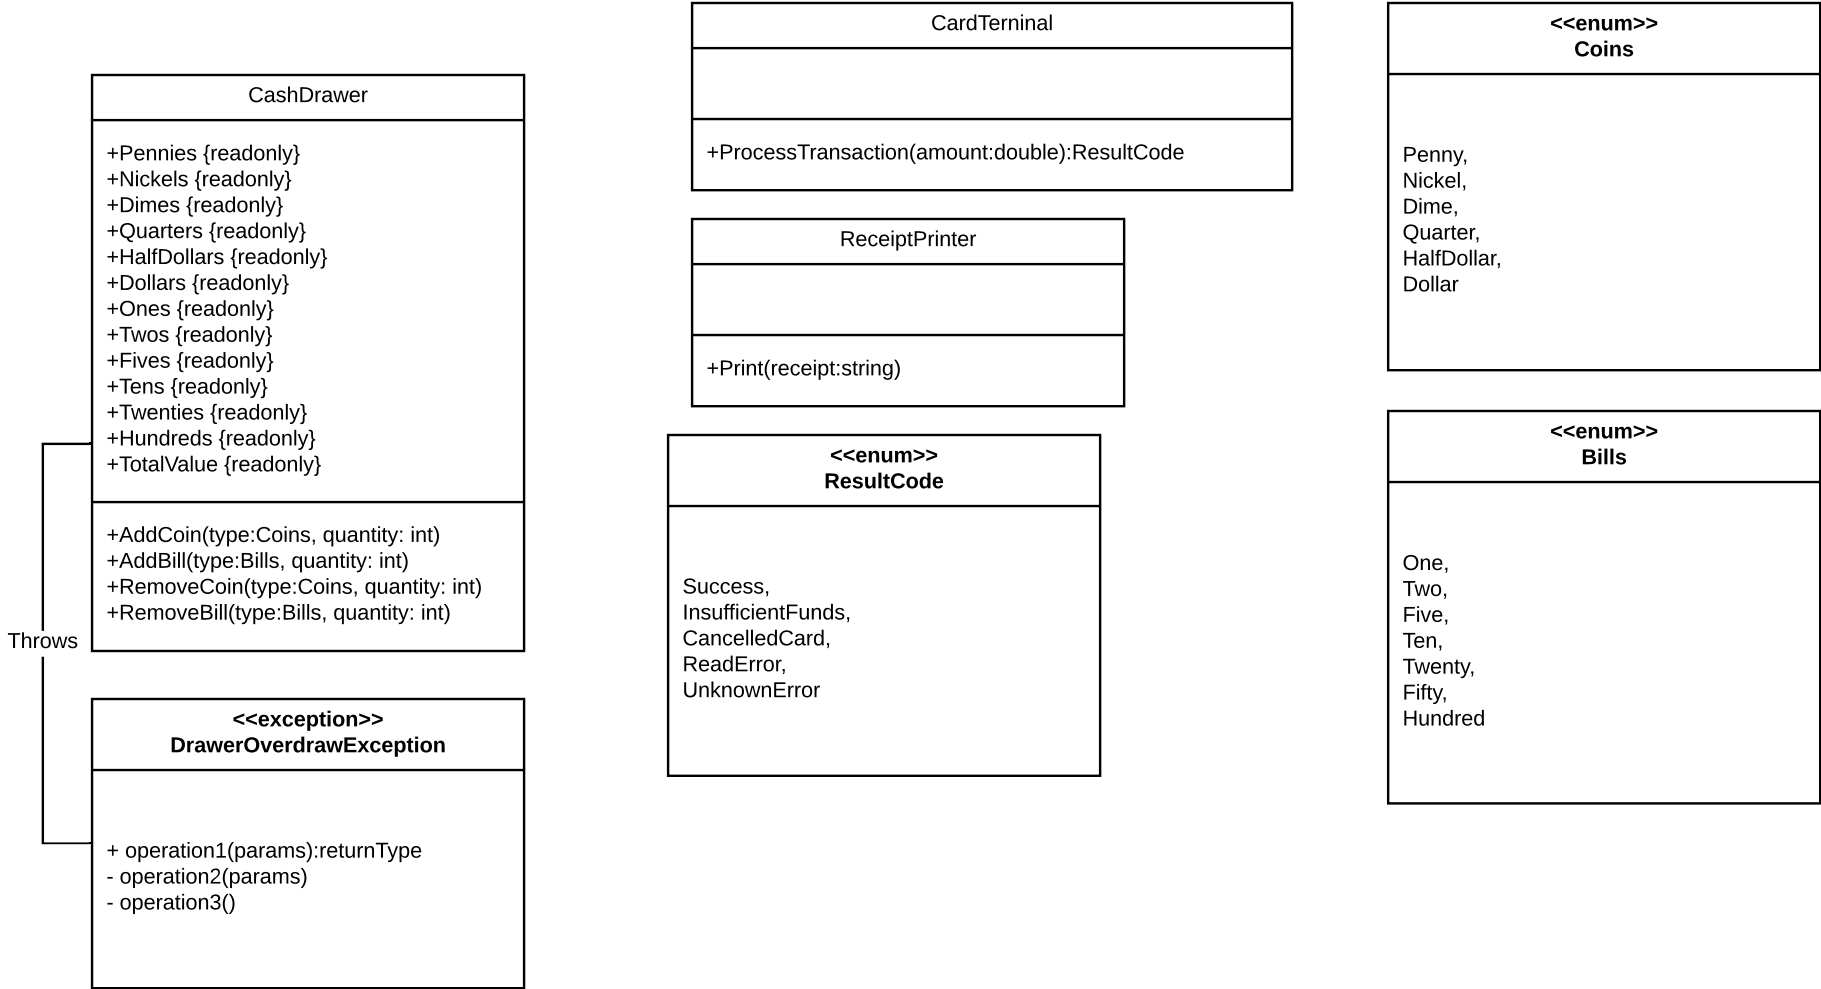 CashDrawer
+Pennies {readonly}
+Nickels {readonly}
+Dimes {readonly}
+Quarters {readonly}
+HalfDollars {readonly}
+Dollars {readonly}
+Ones {readonly}
+Twos {readonly}
+Fives {readonly}
+Tens {readonly}
+Twenties {readonly}
+Hundreds {readonly}
+TotalValue {readonly}
+AddCoin(type:Coins, quantity: int)
+AddBill(type:Bills, quantity: int)
+RemoveCoin(type:Coins, quantity: int)
+RemoveBill(type:Bills, quantity: int)
Throws
<<exception>>
DrawerOverdrawException
+ operation1(params):returnType
- operation2(params)
- operation3()
CardTerninal
+ProcessTransaction(amount:double):ResultCode
ReceiptPrinter
+Print(receipt:string)
<<enum>>
ResultCode
Success,
InsufficientFunds,
CancelledCard,
ReadError,
UnknownError
<<enum>>
Coins
Penny,
Nickel,
Dime,
Quarter,
HalfDollar,
Dollar
<<enum>>
Bills
One,
Two,
Five,
Ten,
Twenty,
Fifty,
Hundred